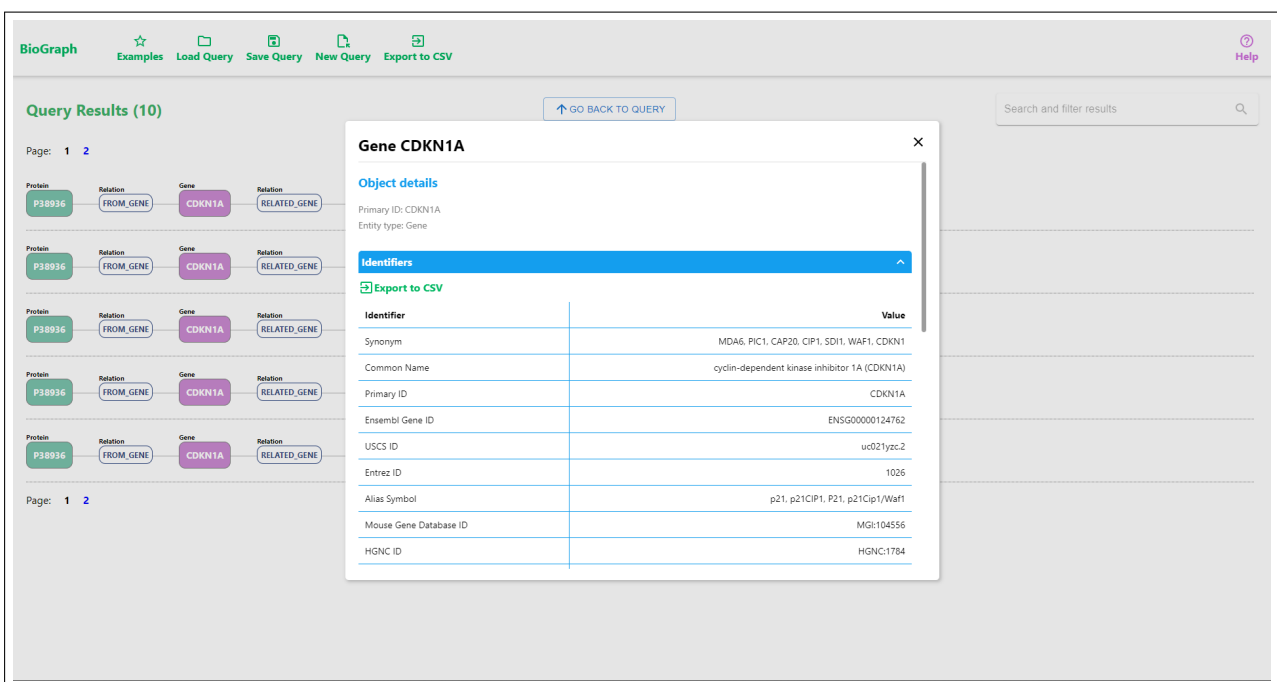 BioGraph
Examples Load Query Save Query New Query Export to CSV
Help
Query Results (10)
GO BACK TO QUERY
Search and filter results
Page: 1 2
Protein Relation Gene Relation
P38936 FROM_GENE CDKN1A RELATED_GENE
Protein Relation Gene Relation
P38936 FROM_GENE CDKN1A RELATED_GENE
Protein Relation Gene Relation
P38936 FROM_GENE CDKN1A RELATED_GENE
Protein Relation Gene Relation
P38936 FROM_GENE CDKN1A RELATED_GENE
Protein Relation Gene Relation
P38936 FROM_GENE CDKN1A RELATED_GENE
Page: 1 2
Gene CDKN1A
Object details
Primary ID: CDKN1A
Entity type: Gene
Identifiers
Export to CSV
Identifier Value
Synonym MDA6, PIC1, CAP20, CIP1, SDI1, WAF1, CDKN1
Common Name cyclin-dependent kinase inhibitor 1A (CDKN1A)
Primary ID CDKN1A
Ensembl Gene ID ENSG00000124762
USCS ID uc021yzc.2
Entrez ID 1026
Alias Symbol p21, p21CIP1, P21, p21Cip1/Waf1
Mouse Gene Database ID MGI:104556
HGNC ID HGNC:1784